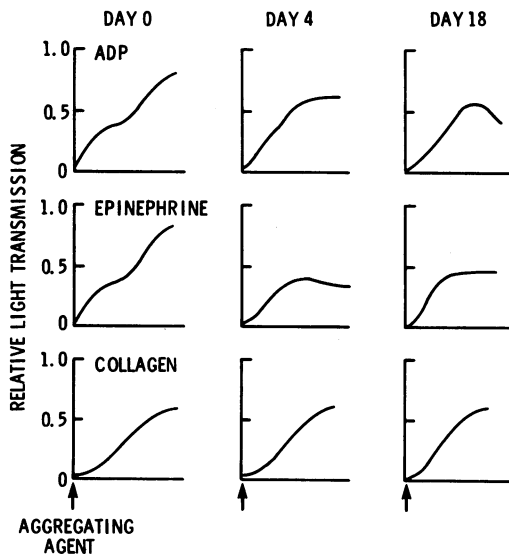 DAY 0 DAY 4 DAY 18
1.0 ADP
0.5
0
EPINEPHRINE
1.0
0.5
0
1.0 COLLAGEN
0.5
0
RELATIVE LIGHT TRANSMISSION
AGGREGATING
AGENT